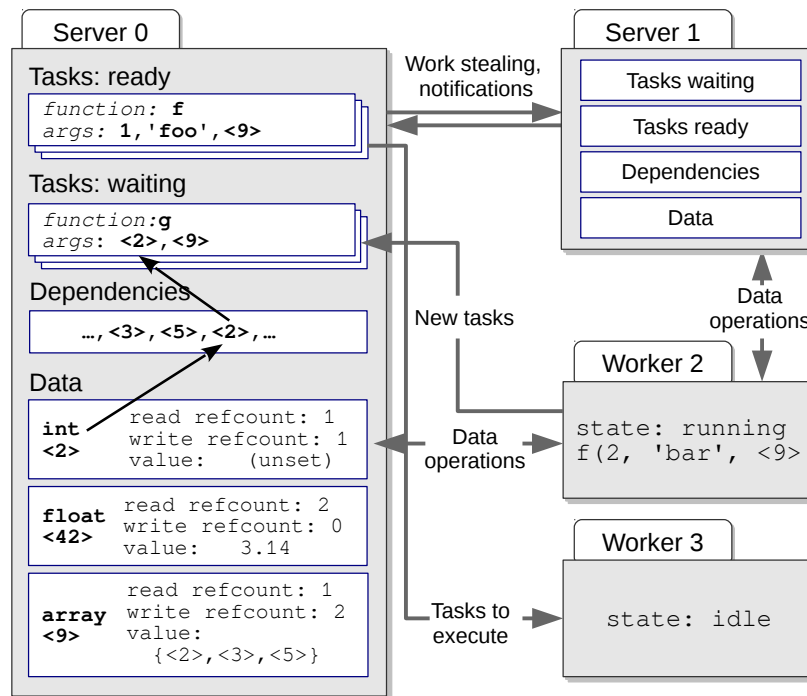 Server 0
Tasks: ready
function: f
args: 1,'foo',<9>
Tasks: waiting
function:g
args: <2>,<9>
Dependencies
…,<3>,<5>,<2>,…
Data
int
<2>
read refcount: 1
write refcount: 1
value: (unset)
float
<42>
read refcount: 2
write refcount: 0
value: 3.14
array
<9>
read refcount: 1
write refcount: 2
value:
{<2>,<3>,<5>}
Work stealing,
notifications
New tasks
Data
operations
Tasks to
execute
Server 1
Tasks waiting
Tasks ready
Dependencies
Data
Data
operations
Worker 2
state: running
f(2, 'bar', <9>
Worker 3
state: idle